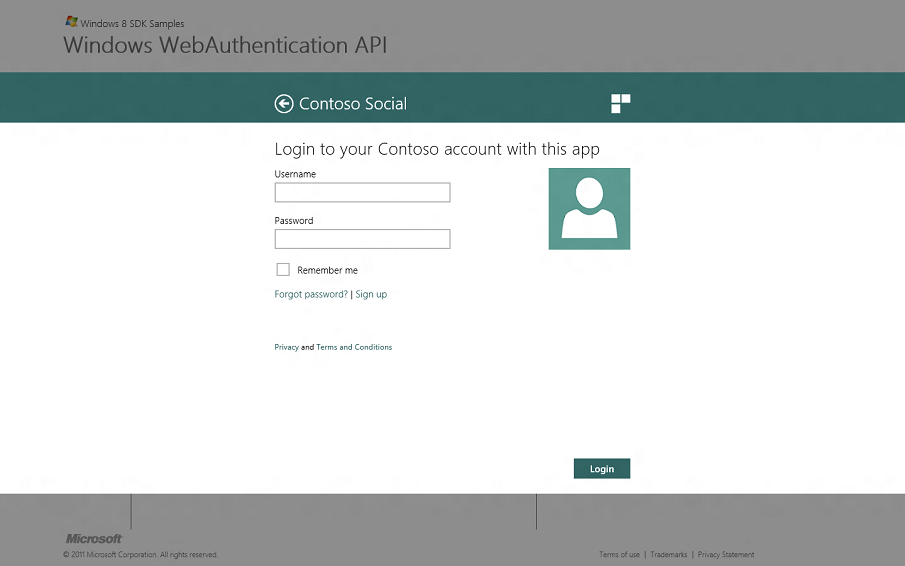 Windows 8 SDK Samples
Windows WebAuthentication API
Contoso Social
Login to your Contoso account with this app
Username
Password
Remember me
Forgot password? | Sign up
Privacy and Terms and Conditions
Login
Microsoft
© 2011 Microsoft Corporation. All rights reserved.
Terms of use | Trademarks | Privacy Statement